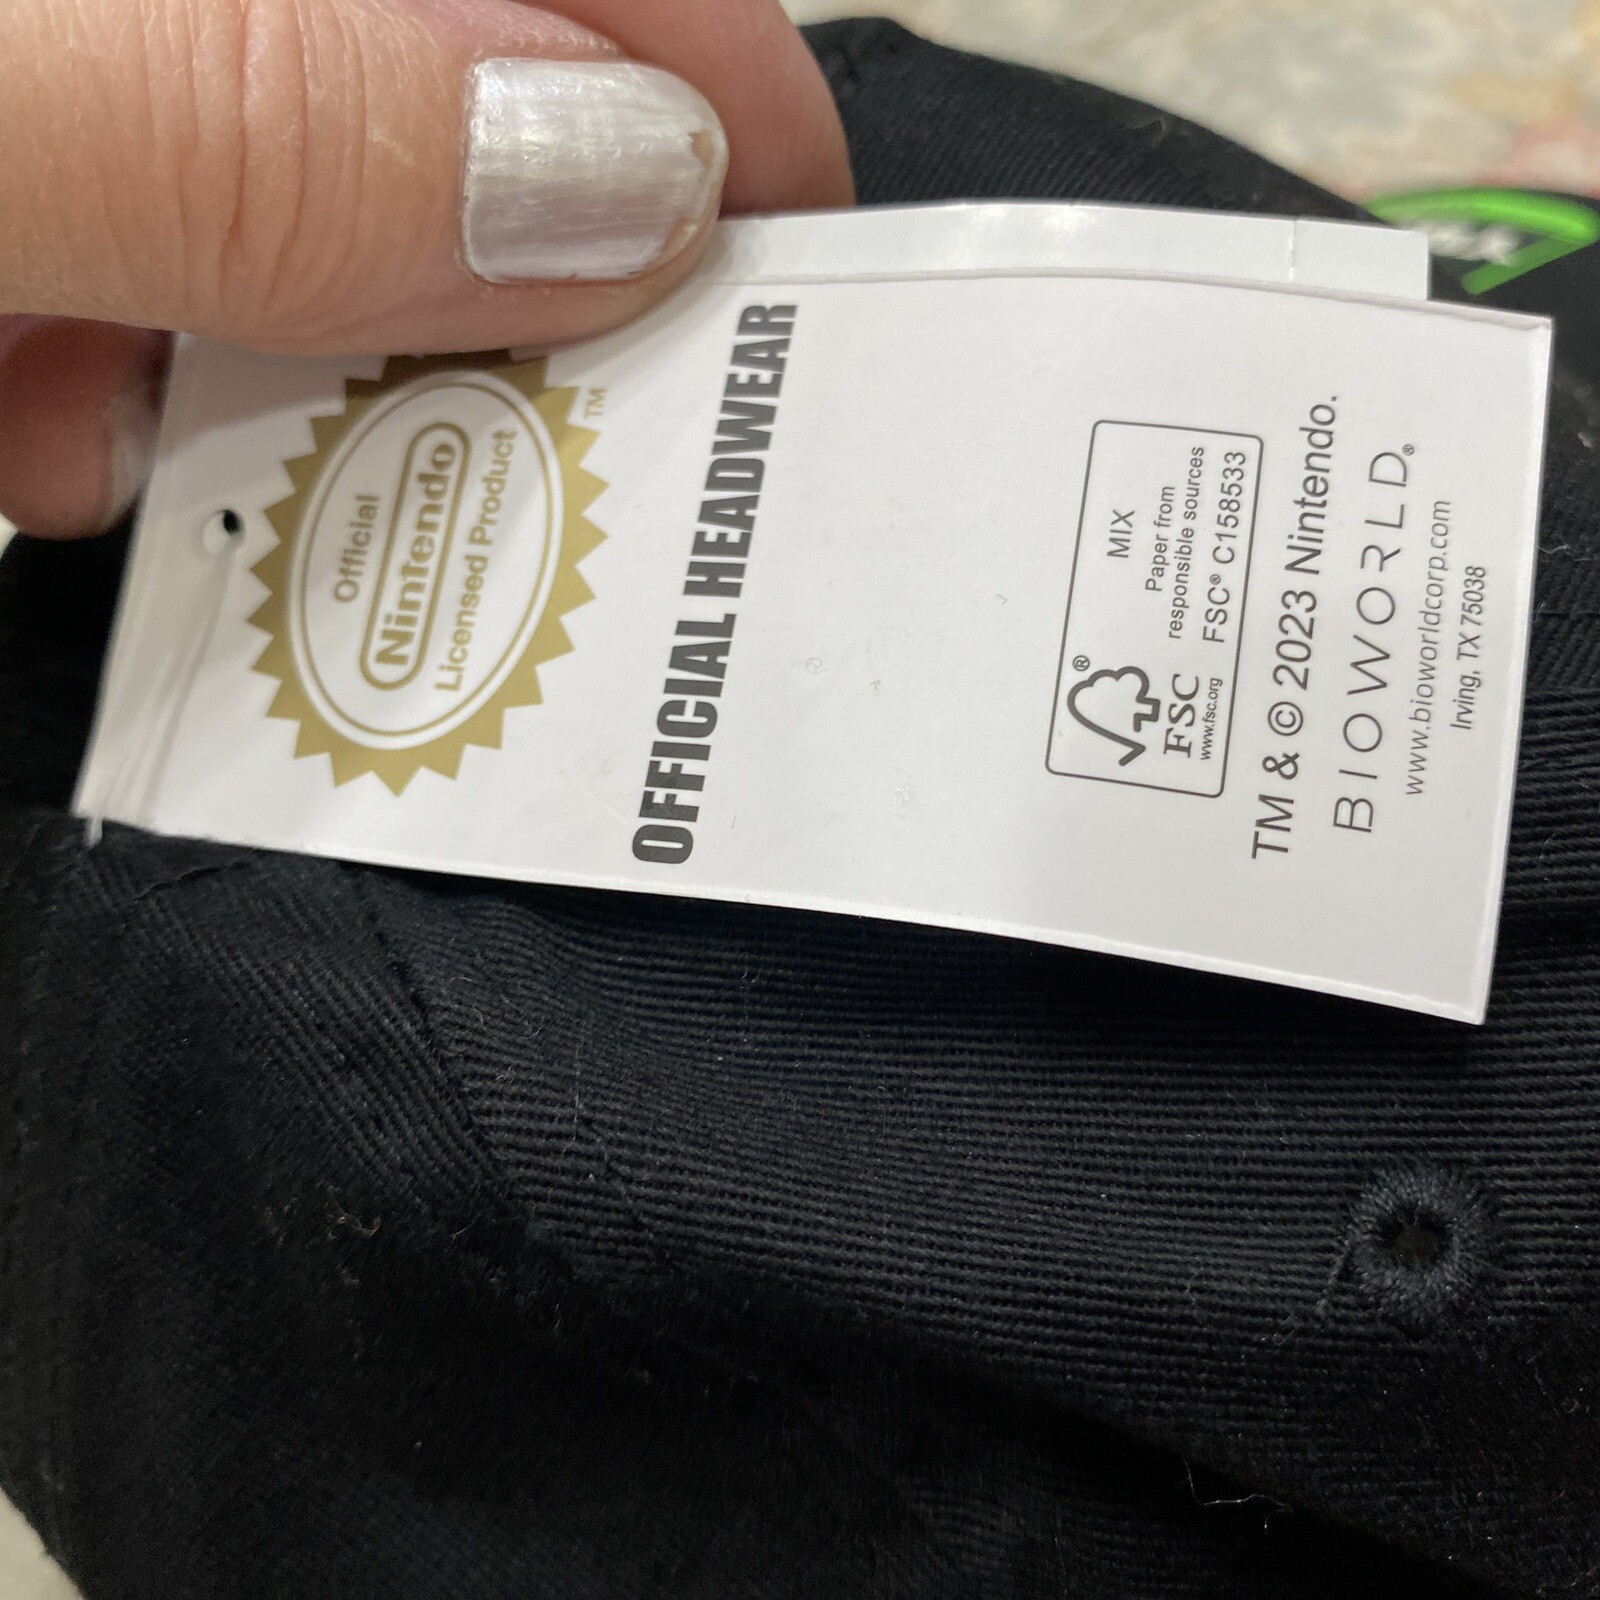 Official
Nintendo
Licensed Product
TM
OFFICIAL HEADWEAR
MIX
Paper from
responsible sources
FSC® C158533
®
FSC
www.fsc.org
TM & © 2023 Nintendo.
BIOWORLD®
www.bioworldcorp.com
Irving, TX 75038